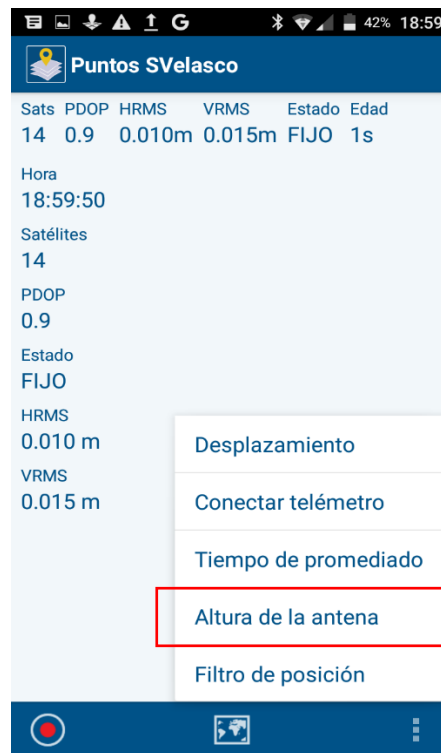 42% 18:59
Puntos SVelasco
Sats PDOP HRMS VRMS Estado Edad
14 0.9 0.010m 0.015m FIJO 1s
Hora
18:59:50
Satélites
14
PDOP
0.9
Estado
FIJO
HRMS
0.010 m
VRMS
0.015 m
Desplazamiento
Conectar telémetro
Tiempo de promediado
Altura de la antena
Filtro de posición